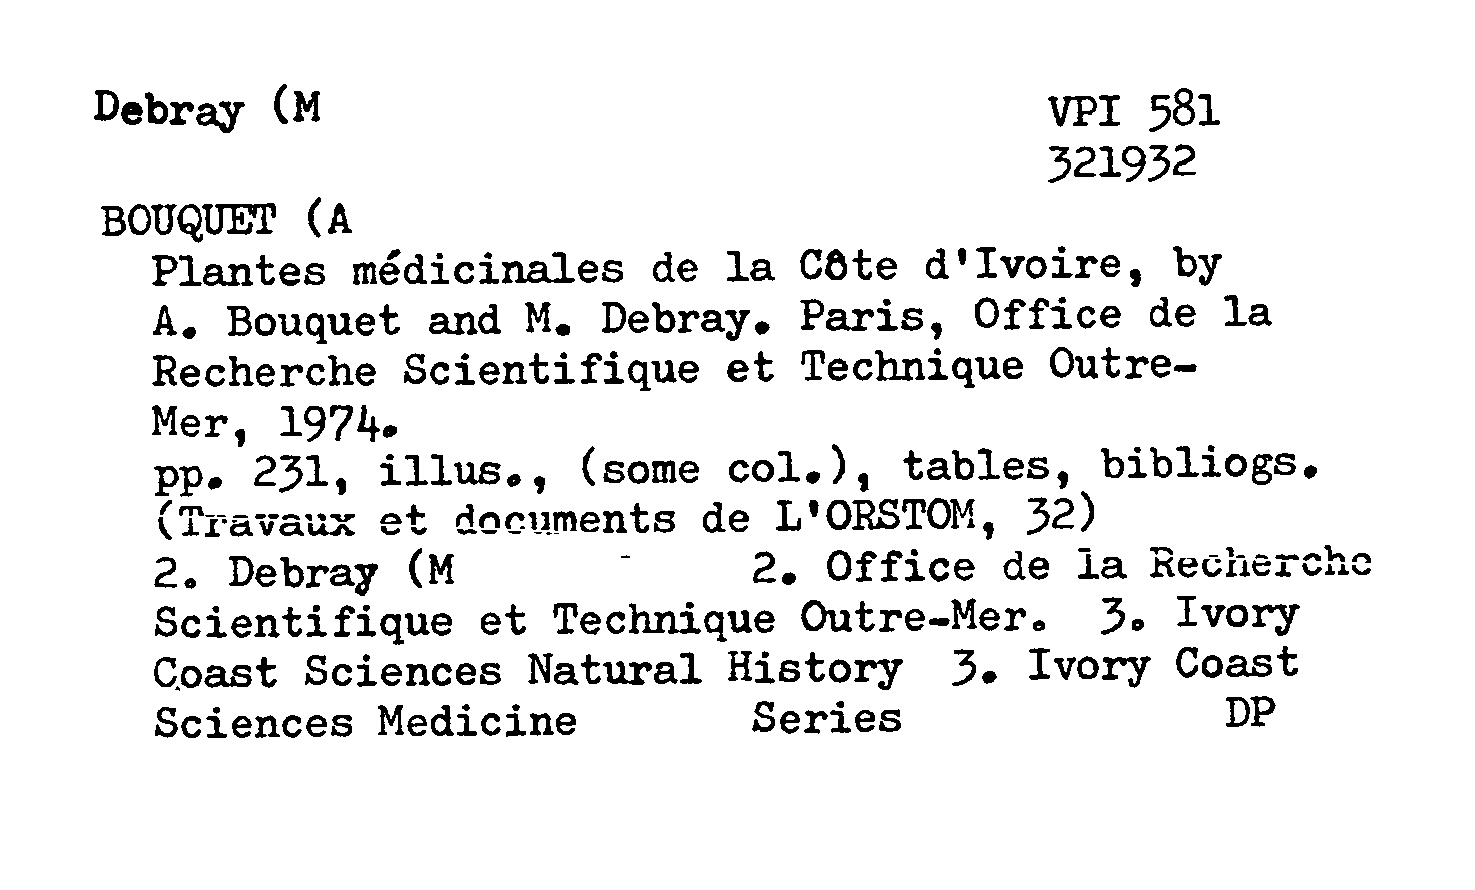 Debray (M
VPI 581
321932
BOUQUET (A
Plantes médicinales de la Côte d'Ivoire, by
A. Bouquet and M. Debray. Paris, Office de la
Recherche Scientifique et Technique Outre-
Mer, 1974.
pp. 231, illus., (some col.), tables, bibliogs.
(Travaux et documents de L'ORSTOM, 32)
2. Debray (M 2. Office de la Recherche
Scientifique et Technique Outre-Mer. 3. Ivory
Coast Sciences Natural History 3. Ivory Coast
Sciences Medicine Series DP